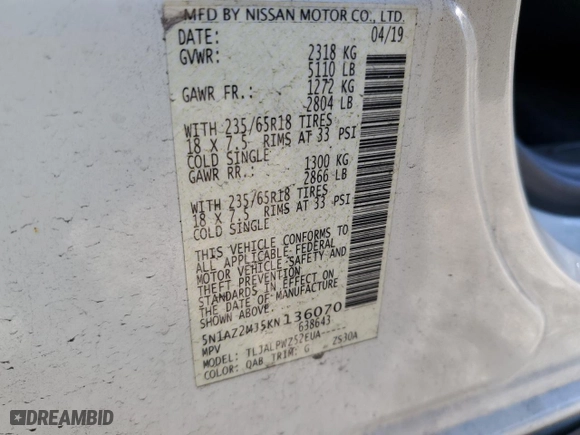 MFD BY NISSAN MOTOR CO., LTD.
DATE: 04/19
GVWR: 2318 KG
5110 LB
GAWR FR.: 1272 KG
2804 LB
WITH 235/65R18 TIRES
18 X 7.5 RIMS AT 33 PSI
COLD SINGLE
GAWR RR.: 1300 KG
2866 LB
WITH 235/65R18 TIRES
18 X 7.5 RIMS AT 33 PSI
COLD SINGLE
THIS VEHICLE CONFORMS TO
ALL APPLICABLE FEDERAL
MOTOR VEHICLE SAFETY AND
THEFT PREVENTION
STANDARDS IN EFFECT ON
THE DATE OF MANUFACTURE
SHOWN ABOVE.
5N1AZ2MJ5KN136070
MPV 638643
MODEL: TLJALPWZ52EUA-----
COLOR: QAB TRIM: G 2S30A
DREAMBID